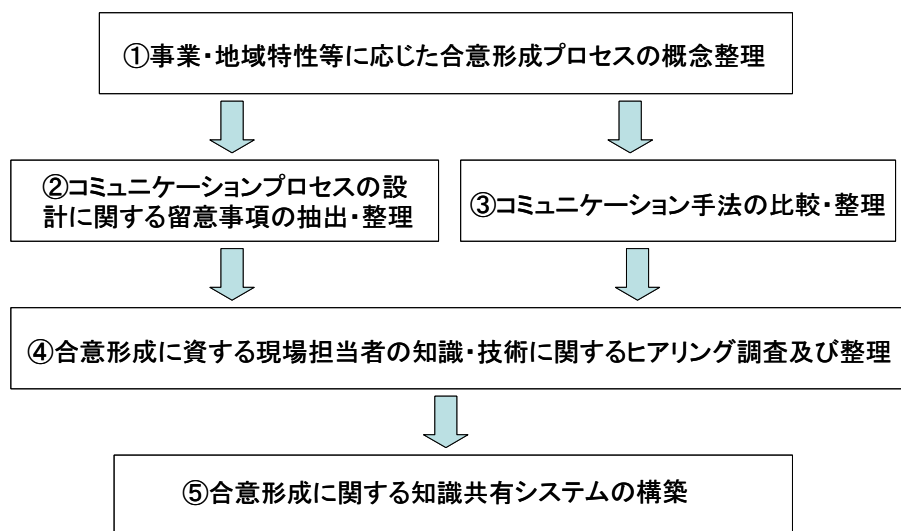 ①事業・地域特性等に応じた合意形成プロセスの概念整理
②コミュニケーションプロセスの設
計に関する留意事項の抽出・整理
③コミュニケーション手法の比較・整理
④合意形成に資する現場担当者の知識・技術に関するヒアリング調査及び整理
⑤合意形成に関する知識共有システムの構築